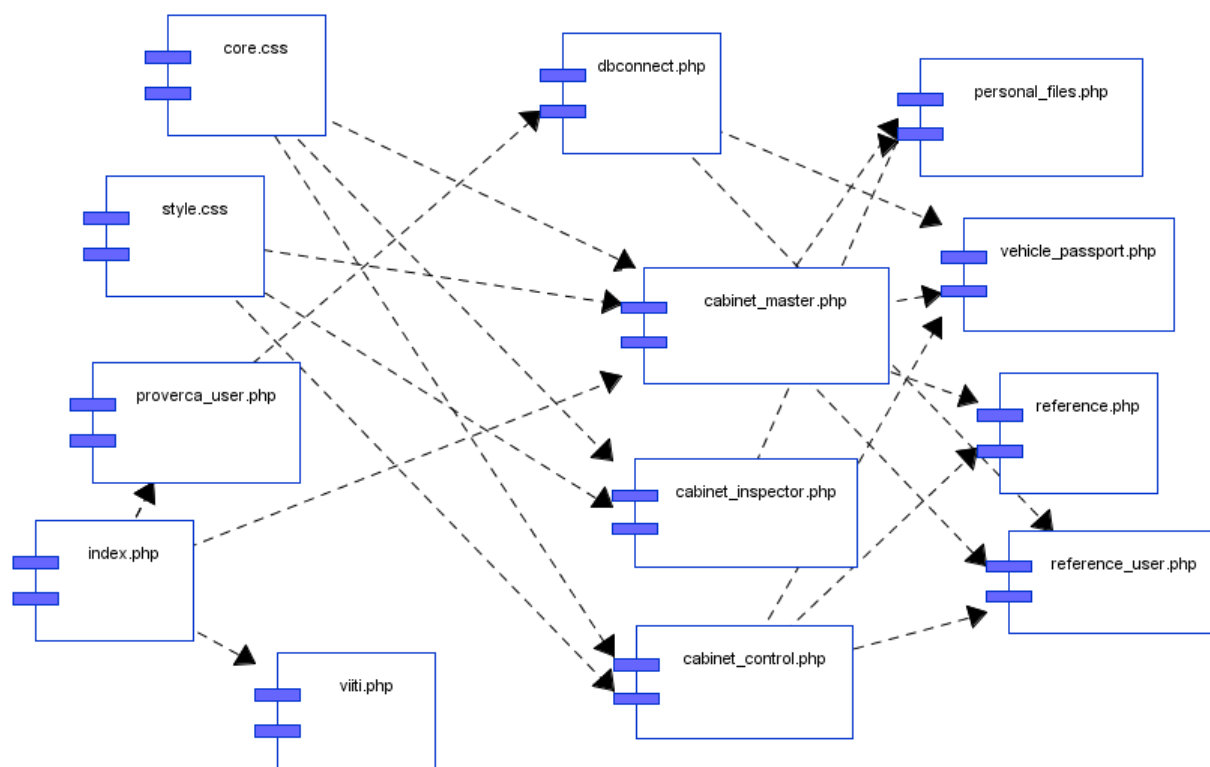 core.css
dbconnect.php
personal_files.php
style.css
vehicle_passport.php
cabinet_master.php
proverca_user.php
reference.php
cabinet_inspector.php
index.php
reference_user.php
cabinet_control.php
viiti.php